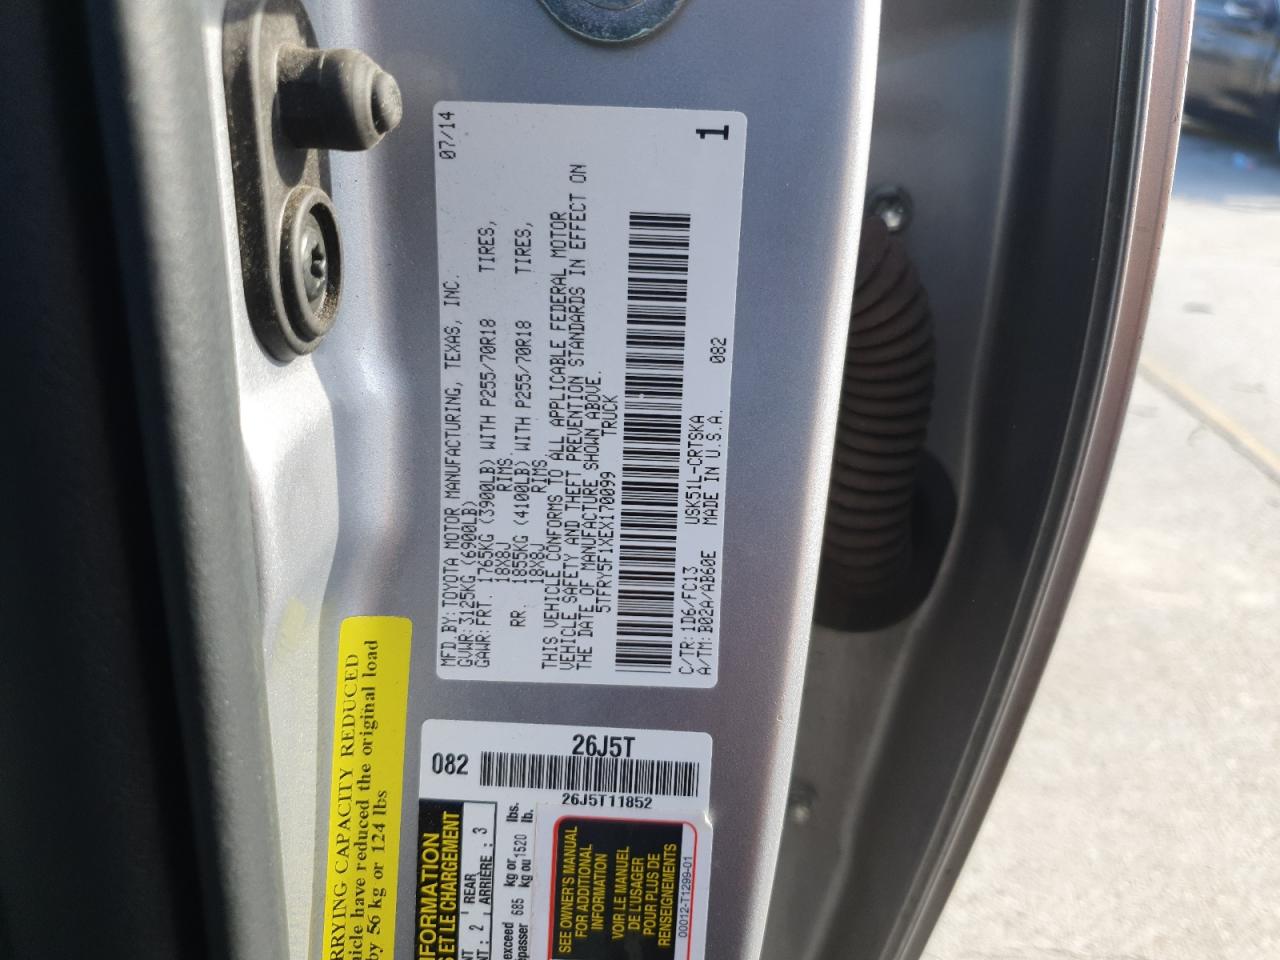 MFD.BY:TOYOTA MOTOR MANUFACTURING, TEXAS, INC. 07/14
GVWR:3125KG (6900LB)
GAWR:FRT. 1765KG (3900LB) WITH P255/70R18 TIRES,
18X8J RIMS
RR. 1855KG (4100LB) WITH P255/70R18 TIRES,
18X8J RIMS
THIS VEHICLE CONFORMS TO ALL APPLICABLE FEDERAL MOTOR
VEHICLE SAFETY AND THEFT PREVENTION STANDARDS IN EFFECT ON
THE DATE OF MANUFACTURE SHOWN ABOVE.
5TFRY5F1XEX170099 TRUCK
C/TR:1D6/FC13 USK51L-CRTSKA 082
A/TM:B02A/AB60E MADE IN U.S.A.
1
RRYING CAPACITY REDUCED
hicle have reduced the original load
by 56 kg or 124 lbs
26J5T
082
26J5T11852
FORMATION
ET LE CHARGEMENT
REAR
NT : 2 , ARRIÈRE : 3
exceed 685 kg or 1520 lbs.
epasser kg ou lb.
SEE OWNER'S MANUAL
FOR ADDITIONAL
INFORMATION
VOIR LE MANUEL
DE L'USAGER
POUR PLUS DE
RENSEIGNEMENTS
00012-T1299-01